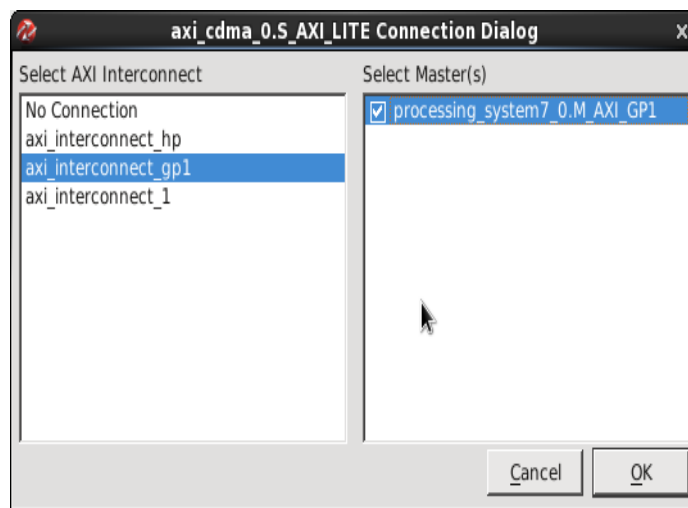 axi_cdma_0.S_AXI_LITE Connection Dialog
Select AXI Interconnect
No Connection
axi_interconnect_hp
axi_interconnect_gp1
axi_interconnect_1
Select Master(s)
processing_system7_0.M_AXI_GP1
Cancel
OK